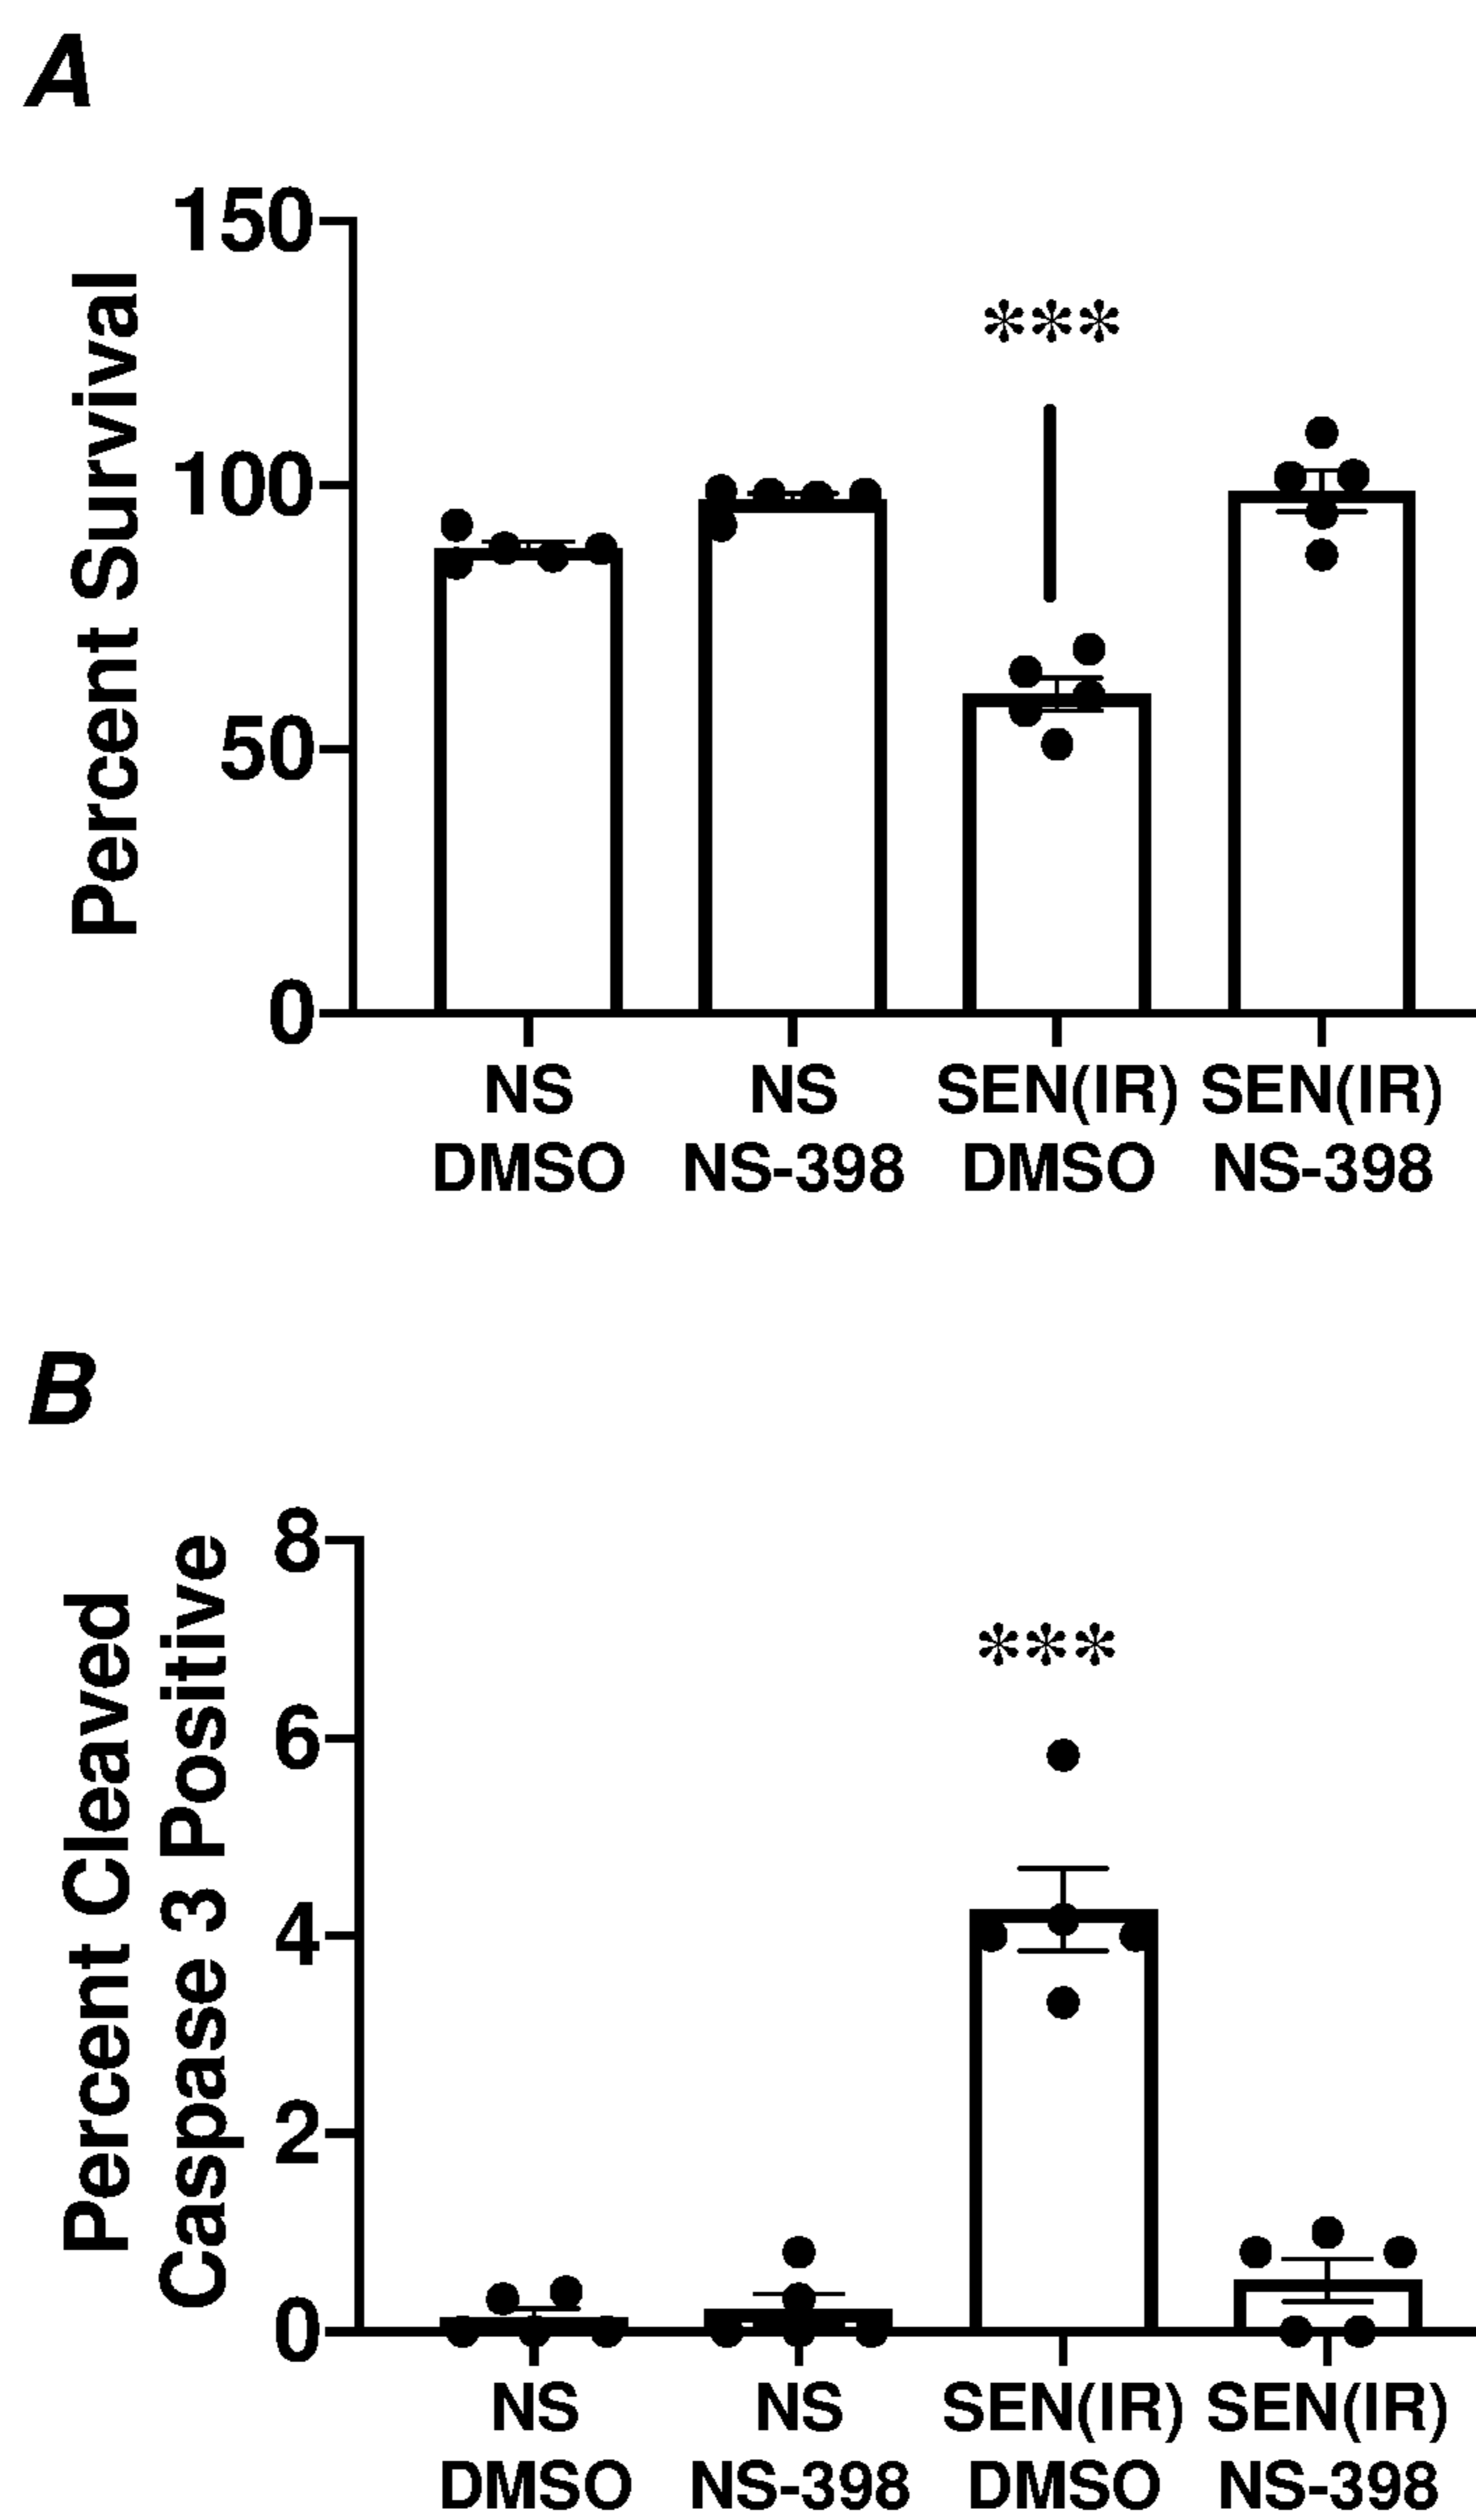 A
Percent Survival
150
100
50
0
***
NS
DMSO
NS
NS-398
SEN(IR)
DMSO
SEN(IR)
NS-398
B
Percent Cleaved
Caspase 3 Positive
8
6
4
2
0
***
NS
DMSO
NS
NS-398
SEN(IR)
DMSO
SEN(IR)
NS-398